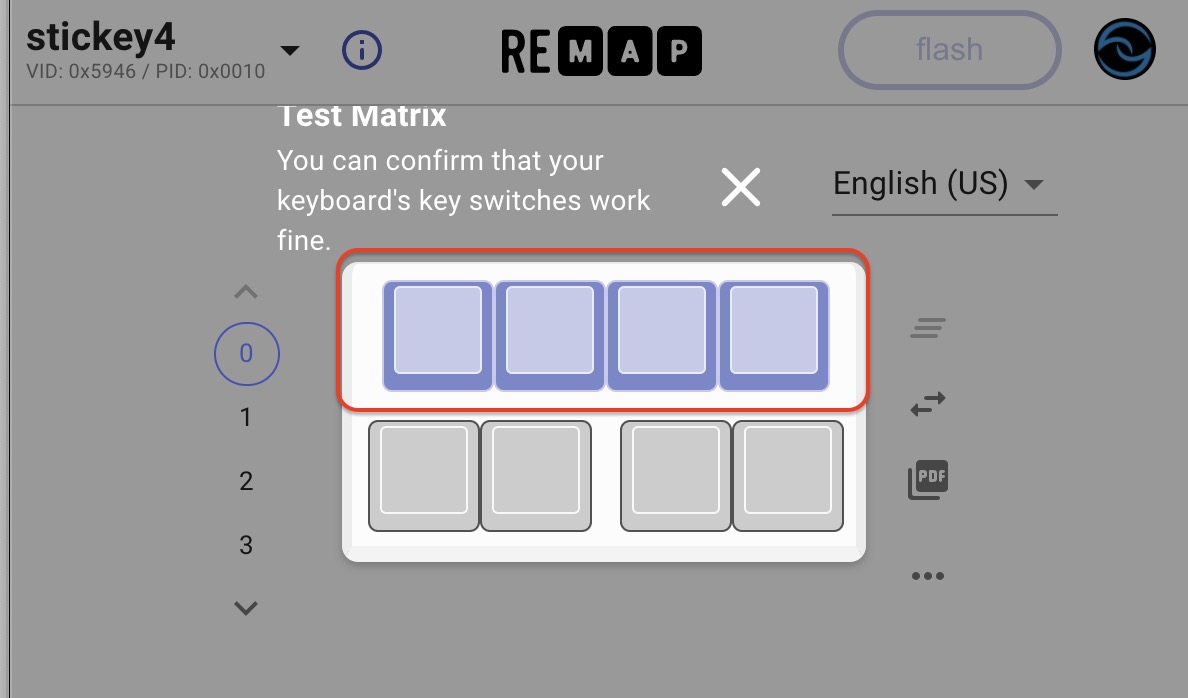 stickey4
VID: 0x5946 / PID: 0x0010
REMAP
flash
Test Matrix
You can confirm that your
keyboard's key switches work
fine.
English (US)
0
1
2
3
PDF